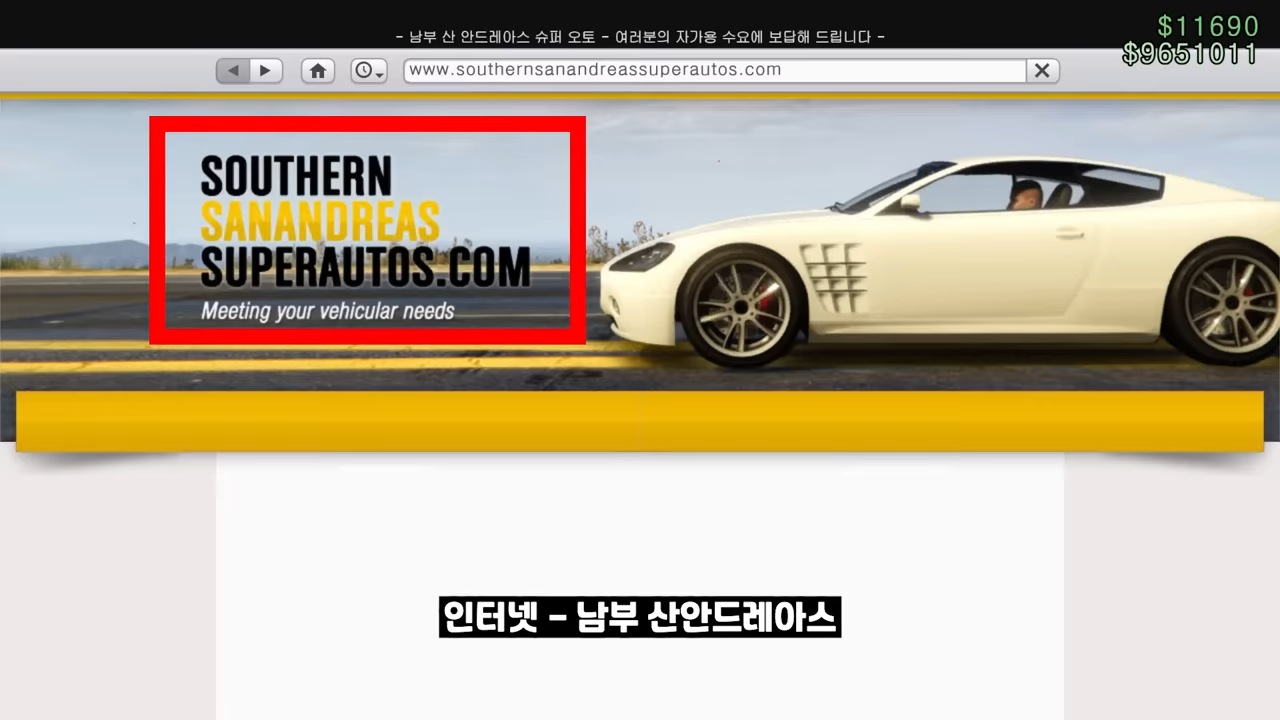 - 남부 산 안드레아스 슈퍼 오토 - 여러분의 자가용 수요에 보답해 드립니다 -
$11690
$9651011
www.southernsanandreassuperautos.com
SOUTHERN
SANANDREAS
SUPERAUTOS.COM
Meeting your vehicular needs
인터넷 - 남부 산안드레아스